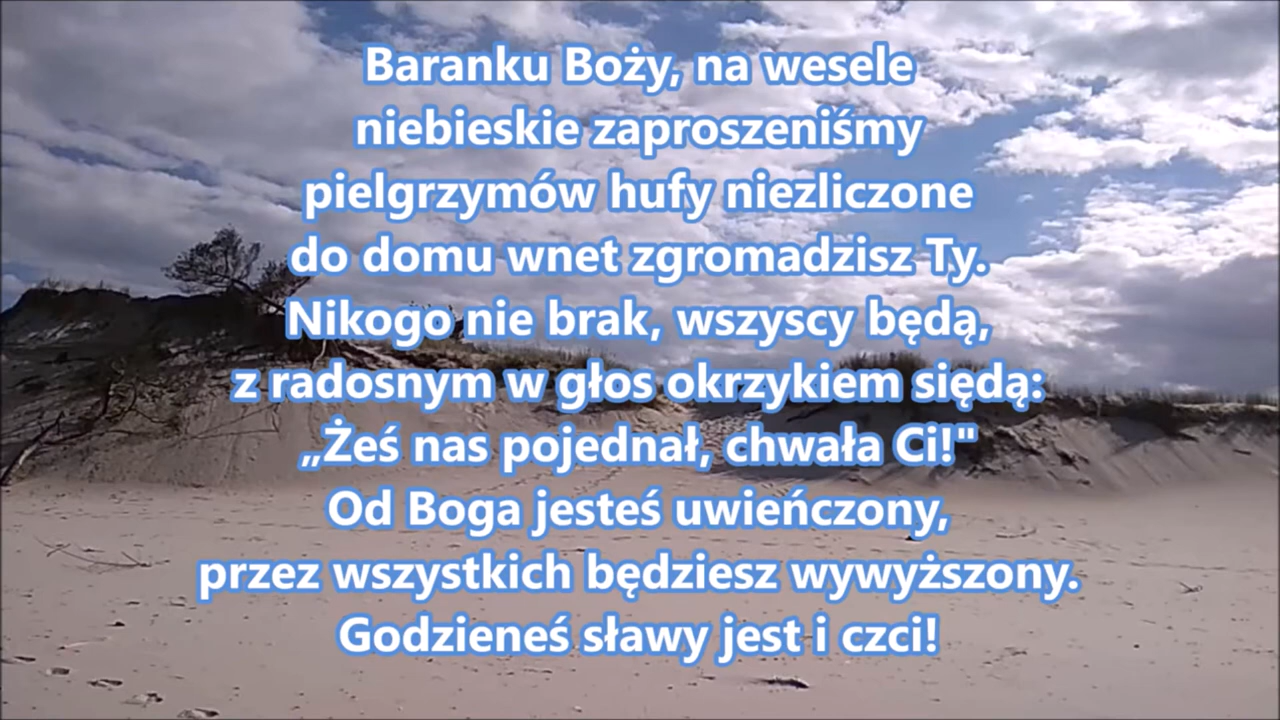 Baranku Boży, na wesele
niebieskie zaproszeniśmy
pielgrzymów hufy niezliczone
do domu wnet zgromadzisz Ty.
Nikogo nie brak, wszyscy będą,
z radosnym w głos okrzykiem siędą:
„Żeś nas pojednał, chwała Ci!"
Od Boga jesteś uwieńczony,
przez wszystkich będziesz wywyższony.
Godzieneś sławy jest i czci!